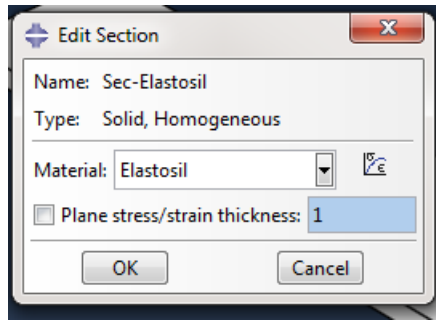 Edit Section
Name: Sec-Elastosil
Type: Solid, Homogeneous
Material: Elastosil
σ ε
Plane stress/strain thickness: 1
OK Cancel